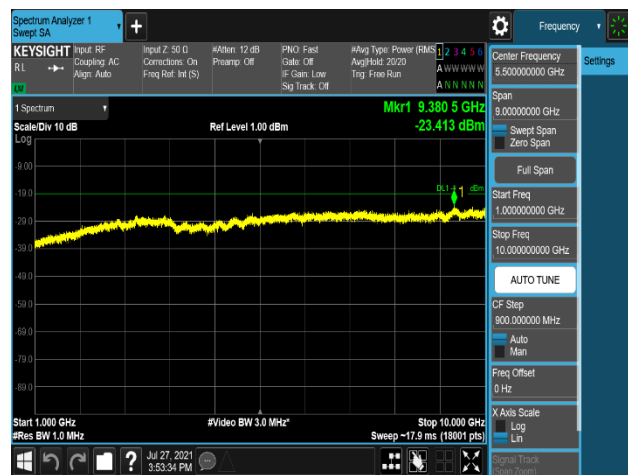 Spectrum Analyzer 1
Swept SA
Frequency
KEYSIGHT
RL
LM
Input: RF
Coupling: AC
Align: Auto
Input Z: 50 Ω
Corrections: On
Freq Ref: Int (S)
#Atten: 12 dB
Preamp: Off
PNO: Fast
Gate: Off
IF Gain: Low
Sig Track: Off
#Avg Type: Power (RMS
Avg|Hold: 20/20
Trig: Free Run
1 2 3 4 5 6
A W W W W W
A N N N N N
1 Spectrum
Scale/Div 10 dB
Ref Level 1.00 dBm
Mkr1 9.380 5 GHz
-23.413 dBm
Log
-9.00
-19.0
-29.0
-39.0
-49.0
-59.0
-69.0
-79.0
-89.0
1
Start 1.000 GHz
#Res BW 1.0 MHz
#Video BW 3.0 MHz*
Stop 10.000 GHz
Sweep ~17.9 ms (18001 pts)
Jul 27, 2021
3:53:34 PM
Settings
Center Frequency
5.500000000 GHz
Span
9.00000000 GHz
Swept Span
Zero Span
Full Span
Start Freq
1.000000000 GHz
Stop Freq
10.000000000 GHz
AUTO TUNE
CF Step
900.000000 MHz
Auto
Man
Freq Offset
0 Hz
X Axis Scale
Log
Lin
Signal Track
(Span Zoom)